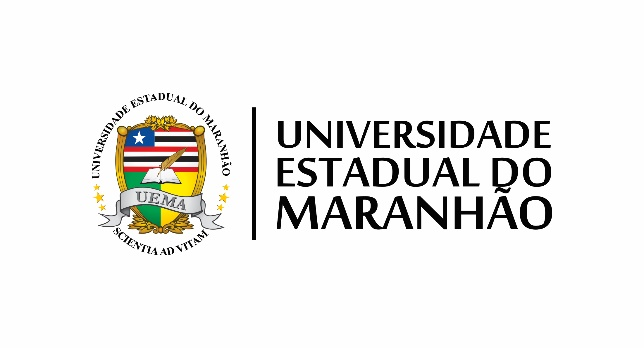 UNIVERSIDADE ESTADUAL DO MARANHÃO
UEMA
SCIENTIA AD VITAM
UNIVERSIDADE
ESTADUAL DO
MARANHÃO